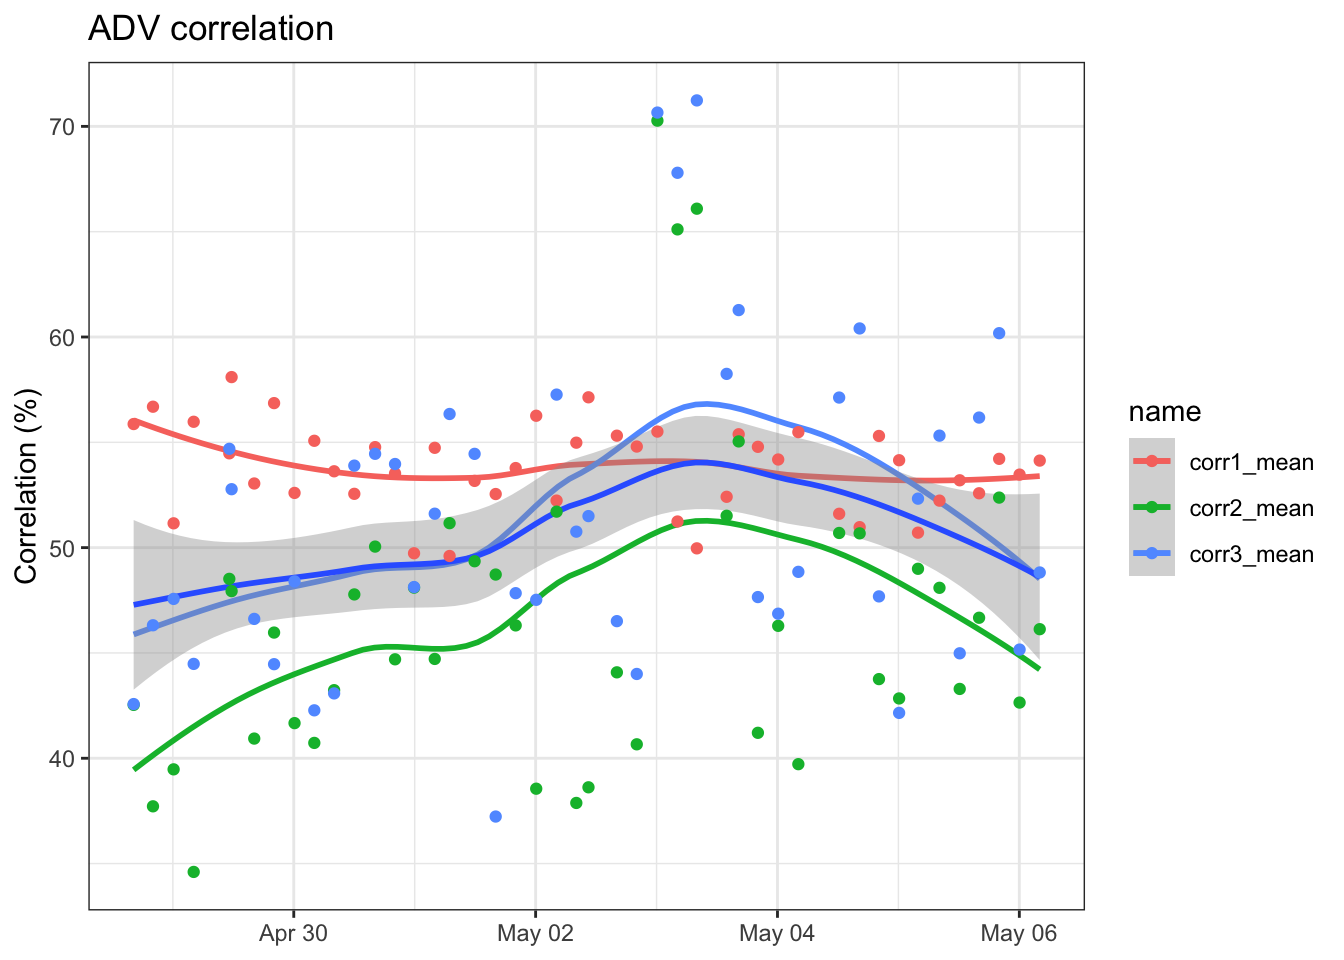 ADV correlation
Correlation (%)
70
60
50
40
Apr 30
May 02
May 04
May 06
name
corr1_mean
corr2_mean
corr3_mean